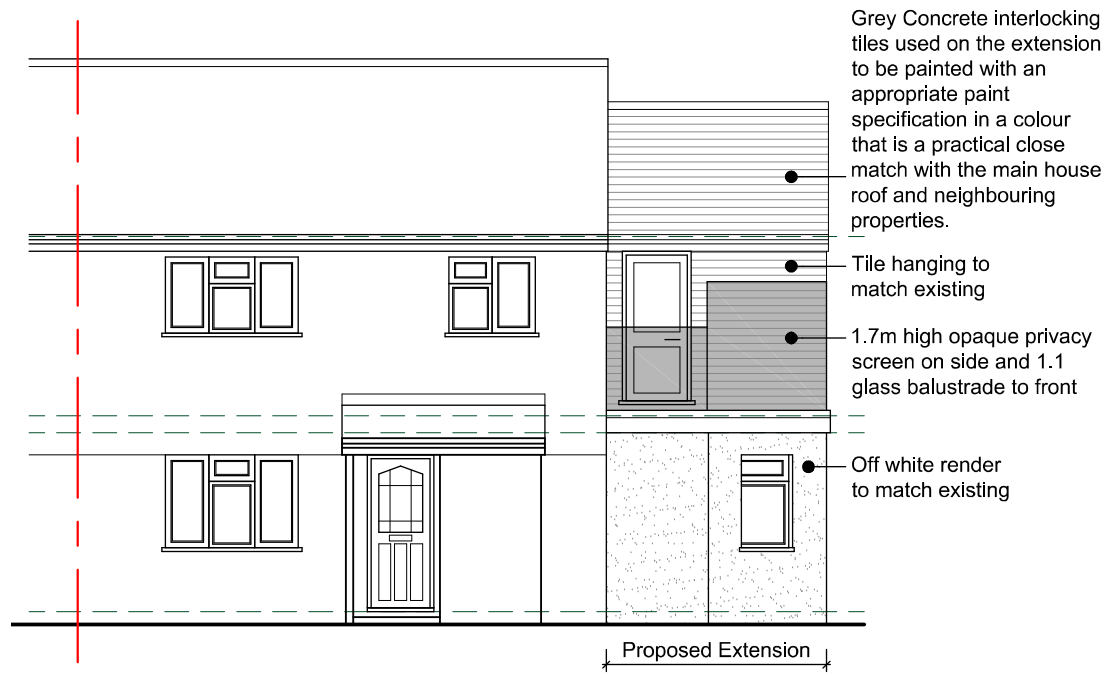 Grey Concrete interlocking
tiles used on the extension
to be painted with an
appropriate paint
specification in a colour
that is a practical close
match with the main house
roof and neighbouring
properties.
Tile hanging to
match existing
1.7m high opaque privacy
screen on side and 1.1
glass balustrade to front
Off white render
to match existing
Proposed Extension